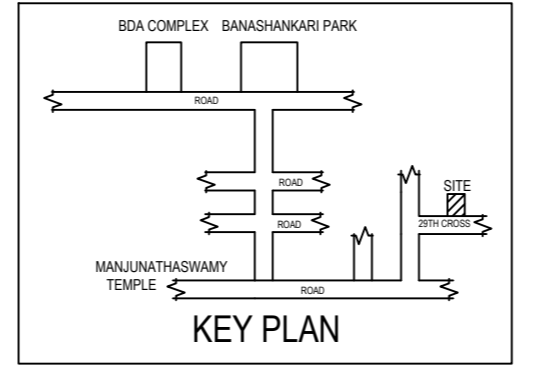 BDA COMPLEX BANASHANKARI PARK
ROAD
ROAD
SITE
ROAD
29TH CROSS
MANJUNATHASWAMY
TEMPLE
ROAD
KEY PLAN